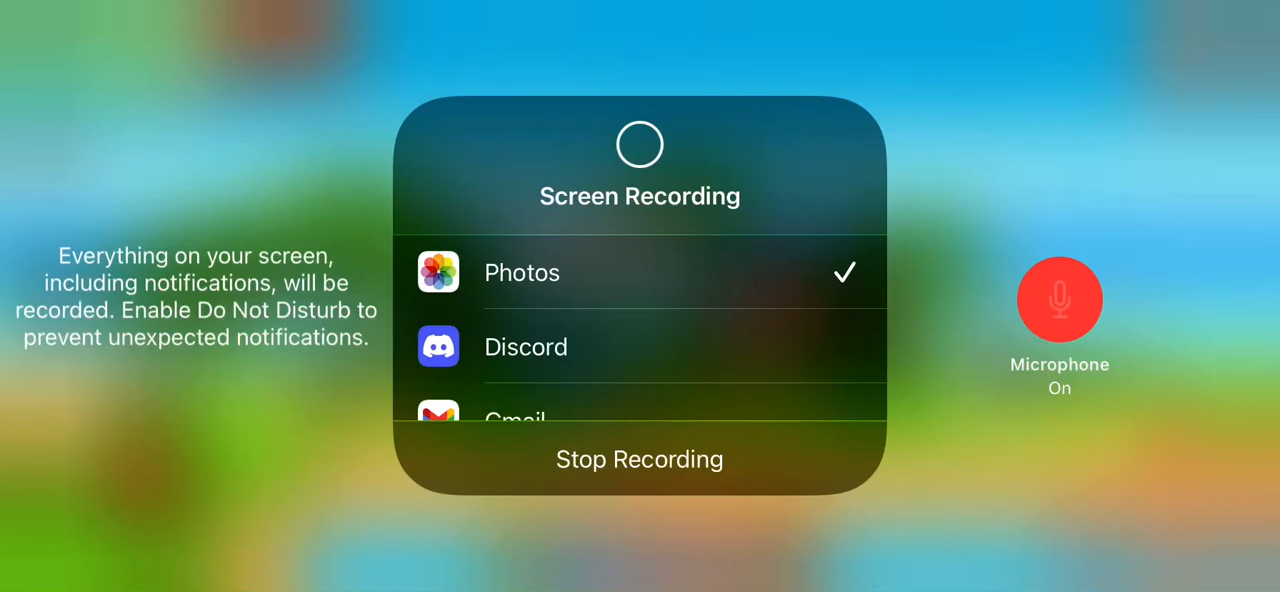 Screen Recording
Everything on your screen,
including notifications, will be
recorded. Enable Do Not Disturb to
prevent unexpected notifications.
Photos
Discord
Gmail
Stop Recording
Microphone
On